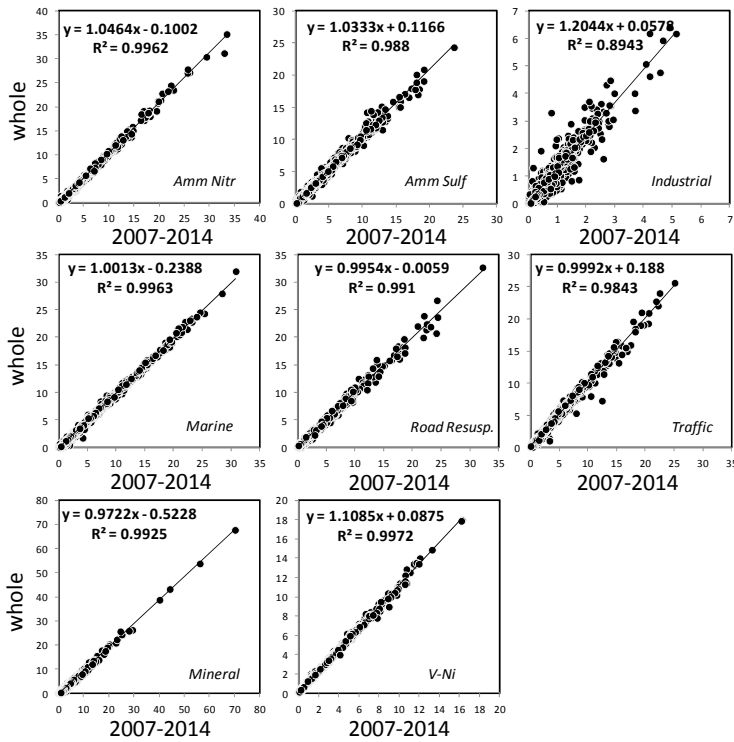 y = 1.0464x - 0.1002
R² = 0.9962
40
35
30
25
20
15
10
5
0
0 5 10 15 20 25 30 35 40
Amm Nitr
whole
2007-2014
y = 1.0333x + 0.1166
R² = 0.988
30
25
20
15
10
5
0
0 5 10 15 20 25 30
Amm Sulf
2007-2014
y = 1.2044x + 0.0578
R² = 0.8943
7
6
5
4
3
2
1
0
0 1 2 3 4 5 6 7
Industrial
2007-2014
y = 1.0013x - 0.2388
R² = 0.9963
35
30
25
20
15
10
5
0
0 5 10 15 20 25 30 35
Marine
whole
2007-2014
y = 0.9954x - 0.0059
R² = 0.991
35
30
25
20
15
10
5
0
0 5 10 15 20 25 30 35
Road Resusp.
2007-2014
y = 0.9992x + 0.188
R² = 0.9843
35
30
25
20
15
10
5
0
0 5 10 15 20 25 30 35
Traffic
2007-2014
y = 0.9722x - 0.5228
R² = 0.9925
80
70
60
50
40
30
20
10
0
0 10 20 30 40 50 60 70 80
Mineral
whole
2007-2014
y = 1.1085x + 0.0875
R² = 0.9972
20
18
16
14
12
10
8
6
4
2
0
0 2 4 6 8 10 12 14 16 18 20
V-Ni
2007-2014